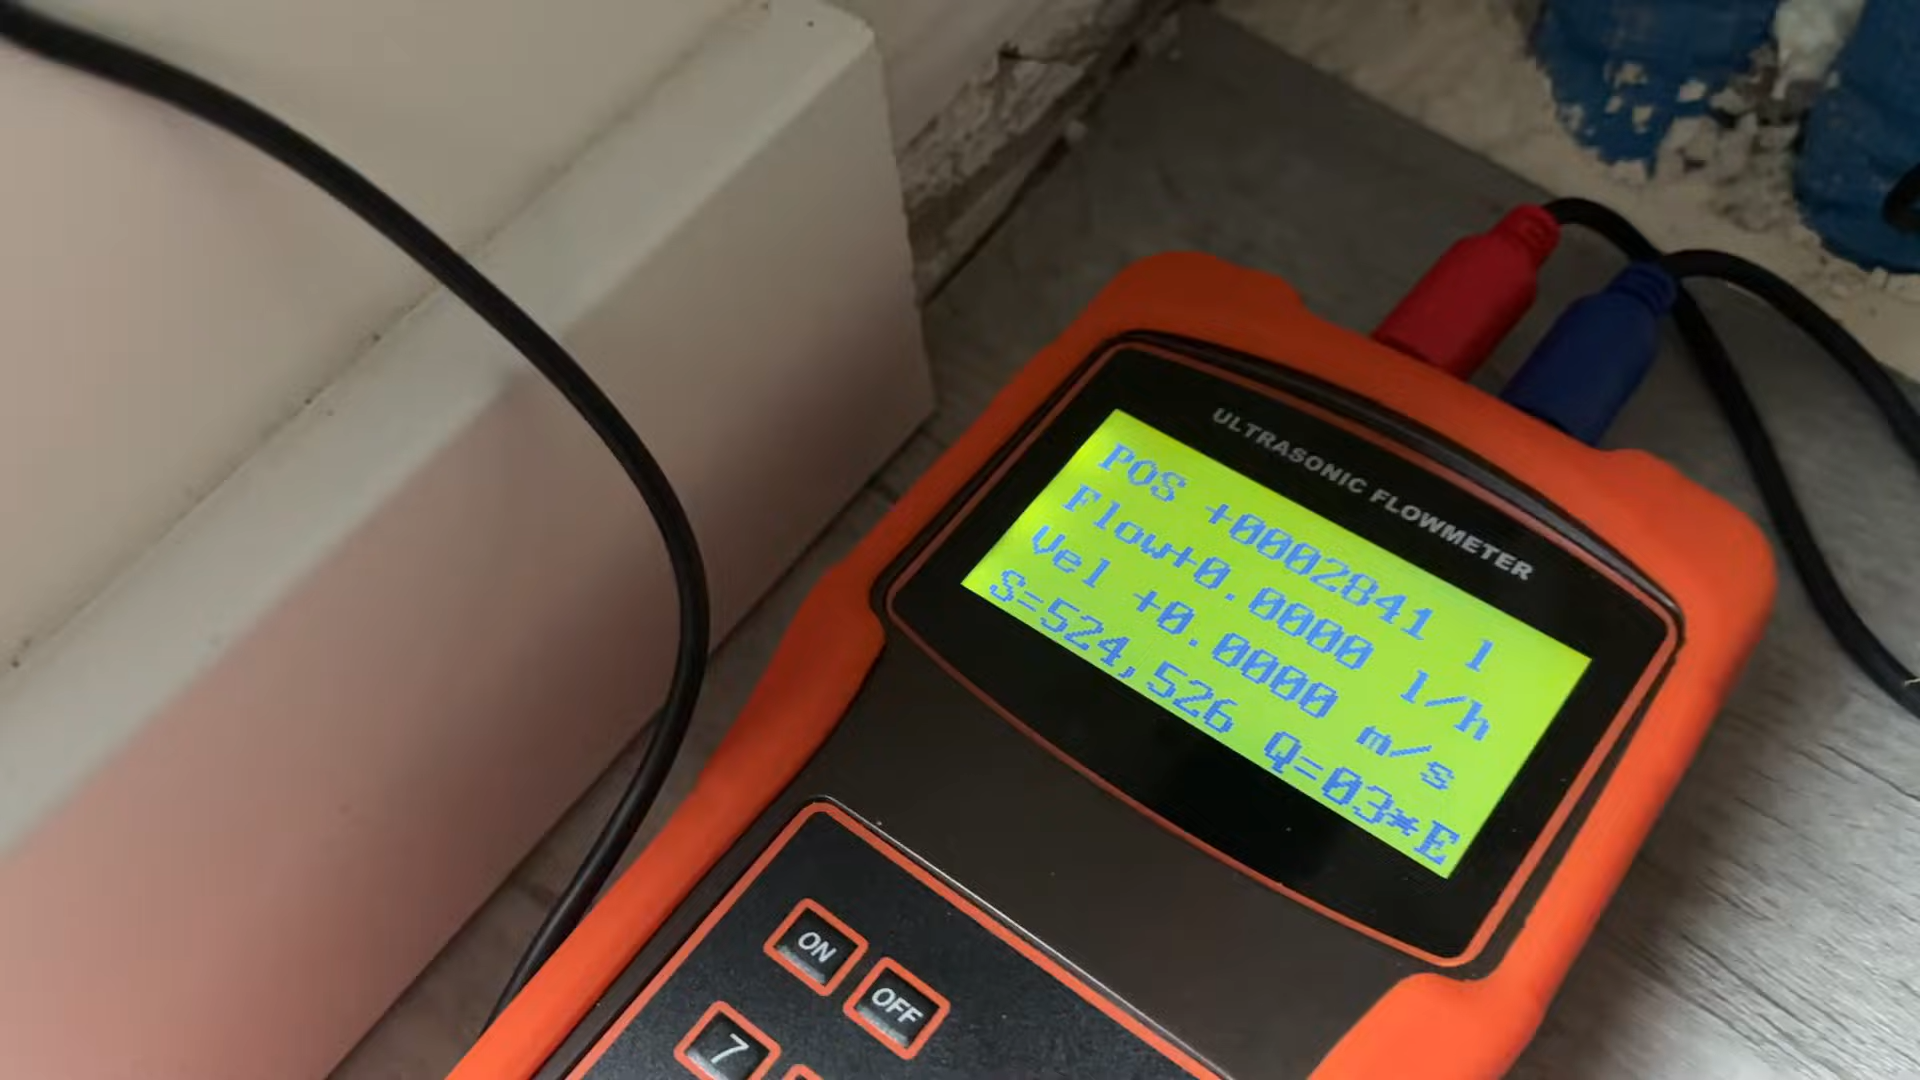 ULTRASONIC FLOWMETER
POS +0002841 l
Flow+0.0000 l/h
Vel +0.0000 m/s
S=524,526 Q=03*E
ON
OFF
7